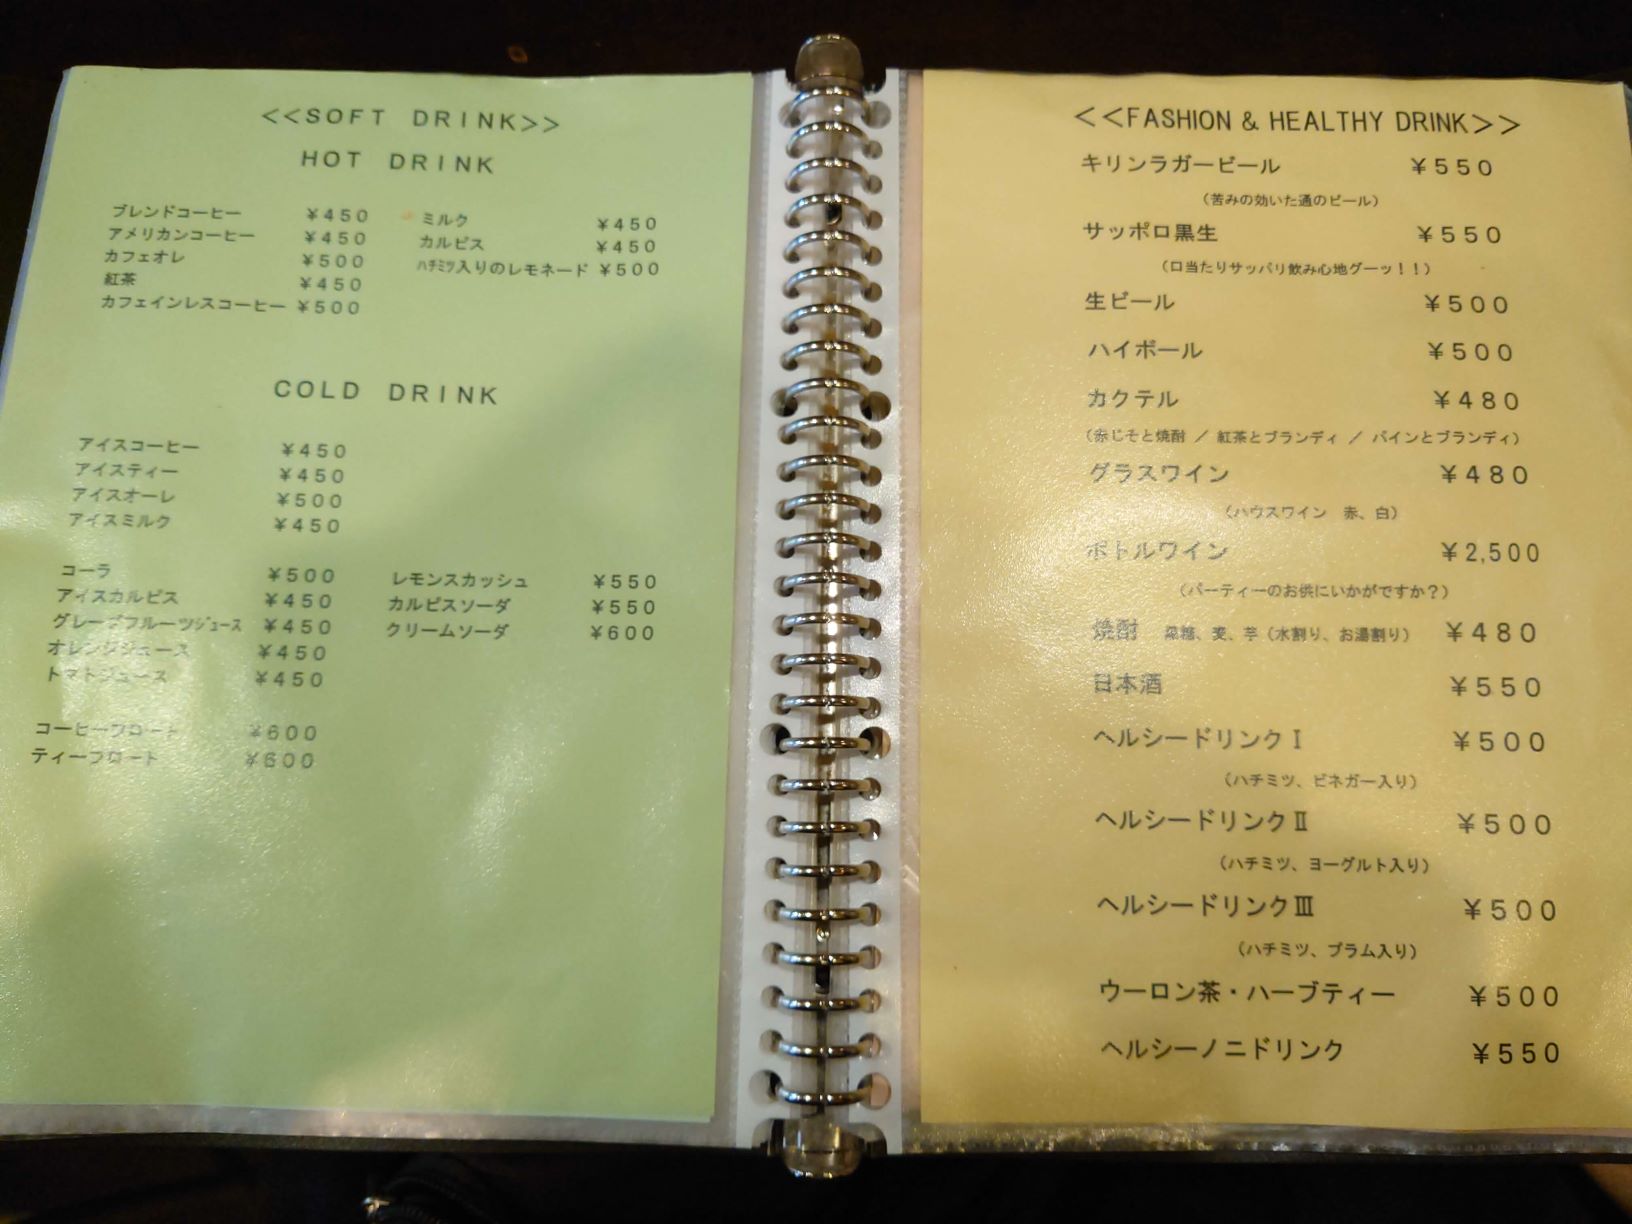 <<SOFT DRINK>>
HOT DRINK
ブレンドコーヒー ¥450
アメリカンコーヒー ¥450
カフェオレ ¥500
紅茶 ¥450
カフェインレスコーヒー ¥500
ミルク ¥450
カルピス ¥450
ハチミツ入りのレモネード ¥500
COLD DRINK
アイスコーヒー ¥450
アイスティー ¥450
アイスオーレ ¥500
アイスミルク ¥450
コーラ ¥500
アイスカルピス ¥450
グレープフルーツジュース ¥450
オレンジジュース ¥450
トマトジュース ¥450
コーヒーフロート ¥600
ティーフロート ¥600
レモンスカッシュ ¥550
カルピスソーダ ¥550
クリームソーダ ¥600
<<FASHION & HEALTHY DRINK>>
キリンラガービール ¥550
(苦みの効いた通のビール)
サッポロ黒生 ¥550
(口当たりサッパリ飲み心地グーッ!!)
生ビール ¥500
ハイボール ¥500
カクテル ¥480
(赤じそと焼酎 / 紅茶とブランディ / パインとブランディ)
グラスワイン ¥480
(ハウスワイン 赤、白)
ボトルワイン ¥2,500
(パーティーのお供にいかがですか?)
焼酎 黒糖、麦、芋(水割り、お湯割り) ¥480
日本酒 ¥550
ヘルシードリンクⅠ ¥500
(ハチミツ、ビネガー入り)
ヘルシードリンクⅡ ¥500
(ハチミツ、ヨーグルト入り)
ヘルシードリンクⅢ ¥500
(ハチミツ、プラム入り)
ウーロン茶・ハーブティー ¥500
ヘルシーノニドリンク ¥550